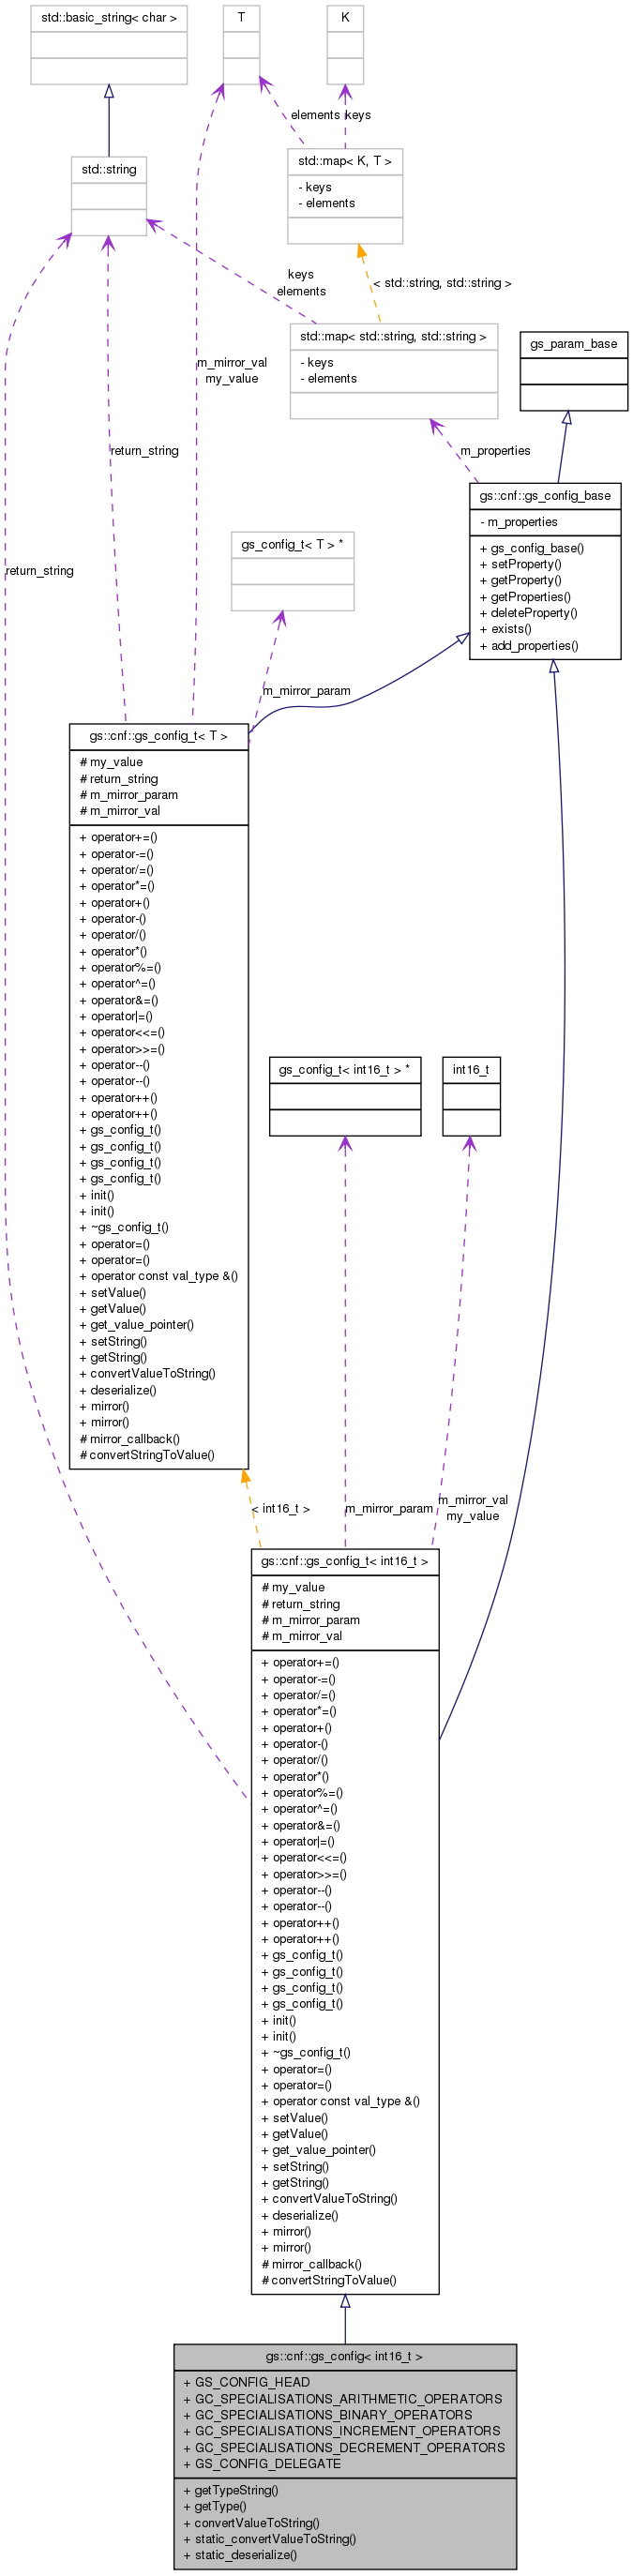 std::basic_string< char >
T
K
elements
keys
std::string
std::map< K, T >
- keys
- elements
keys
elements
< std::string, std::string >
std::map< std::string, std::string >
- keys
- elements
gs_param_base
m_mirror_val
my_value
return_string
m_properties
gs::cnf::gs_config_base
- m_properties
+ gs_config_base()
+ setProperty()
+ getProperty()
+ getProperties()
+ deleteProperty()
+ exists()
+ add_properties()
gs_config_t< T > *
return_string
m_mirror_param
gs::cnf::gs_config_t< T >
# my_value
# return_string
# m_mirror_param
# m_mirror_val
+ operator+=()
+ operator-=()
+ operator/=()
+ operator*=()
+ operator+()
+ operator-()
+ operator/()
+ operator*()
+ operator%=()
+ operator^=()
+ operator&=()
+ operator|=()
+ operator<<=()
+ operator>>=()
+ operator--()
+ operator--()
+ operator++()
+ operator++()
+ gs_config_t()
+ gs_config_t()
+ gs_config_t()
+ gs_config_t()
+ init()
+ init()
+ ~gs_config_t()
+ operator=()
+ operator=()
+ operator const val_type &()
+ setValue()
+ getValue()
+ get_value_pointer()
+ setString()
+ getString()
+ convertValueToString()
+ deserialize()
+ mirror()
+ mirror()
# mirror_callback()
# convertStringToValue()
gs_config_t< int16_t > *
int16_t
< int16_t >
m_mirror_param
m_mirror_val
my_value
gs::cnf::gs_config_t< int16_t >
# my_value
# return_string
# m_mirror_param
# m_mirror_val
+ operator+=()
+ operator-=()
+ operator/=()
+ operator*=()
+ operator+()
+ operator-()
+ operator/()
+ operator*()
+ operator%=()
+ operator^=()
+ operator&=()
+ operator|=()
+ operator<<=()
+ operator>>=()
+ operator--()
+ operator--()
+ operator++()
+ operator++()
+ gs_config_t()
+ gs_config_t()
+ gs_config_t()
+ gs_config_t()
+ init()
+ init()
+ ~gs_config_t()
+ operator=()
+ operator=()
+ operator const val_type &()
+ setValue()
+ getValue()
+ get_value_pointer()
+ setString()
+ getString()
+ convertValueToString()
+ deserialize()
+ mirror()
+ mirror()
# mirror_callback()
# convertStringToValue()
gs::cnf::gs_config< int16_t >
+ GS_CONFIG_HEAD
+ GC_SPECIALISATIONS_ARITHMETIC_OPERATORS
+ GC_SPECIALISATIONS_BINARY_OPERATORS
+ GC_SPECIALISATIONS_INCREMENT_OPERATORS
+ GC_SPECIALISATIONS_DECREMENT_OPERATORS
+ GS_CONFIG_DELEGATE
+ getTypeString()
+ getType()
+ convertValueToString()
+ static_convertValueToString()
+ static_deserialize()